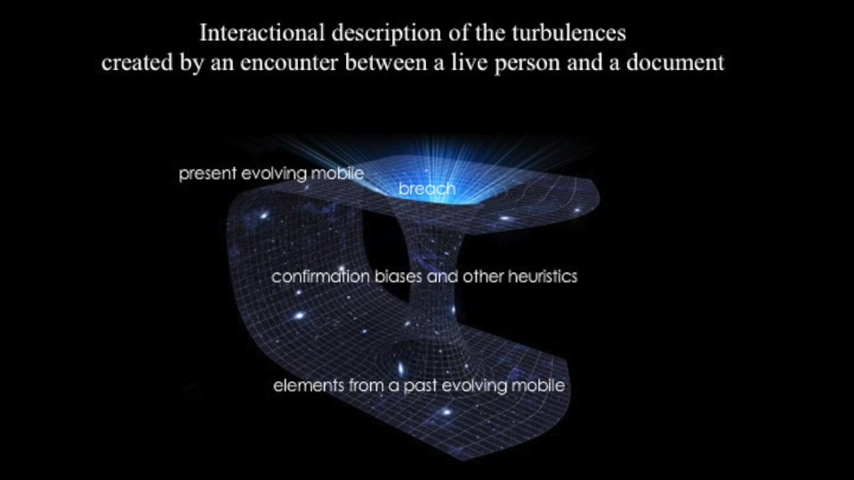 Interactional description of the turbulences
created by an encounter between a live person and a document
present evolving mobile
breach
confirmation biases and other heuristics
elements from a past evolving mobile